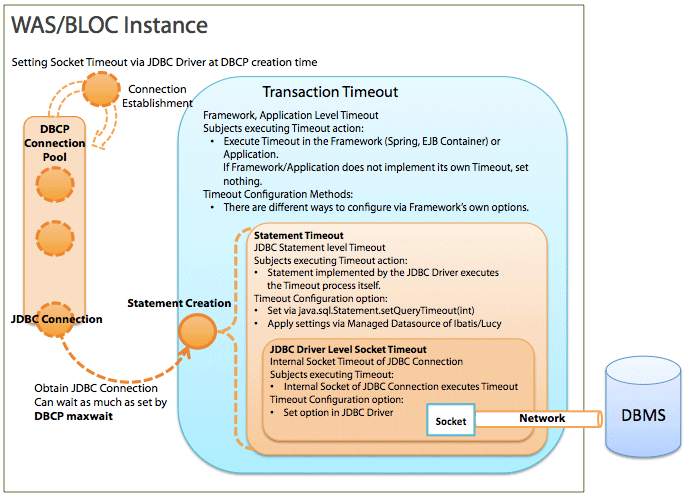 WAS/BLOC Instance
Setting Socket Timeout via JDBC Driver at DBCP creation time
Connection
Establishment
DBCP
Connection
Pool
JDBC Connection
Obtain JDBC Connection
Can wait as much as set by
DBCP maxwait
Statement Creation
Transaction Timeout
Framework, Application Level Timeout
Subjects executing Timeout action:
• Execute Timeout in the Framework (Spring, EJB Container) or
Application.
If Framework/Application does not implement its own Timeout, set
nothing.
Timeout Configuration Methods:
• There are different ways to configure via Framework's own options.
Statement Timeout
JDBC Statement level Timeout
Subjects executing Timeout action:
• Statement implemented by the JDBC Driver executes
the Timeout process itself.
Timeout Configuration option:
• Set via java.sql.Statement.setQueryTimeout(int)
• Apply settings via Managed Datasource of Ibatis/Lucy
JDBC Driver Level Socket Timeout
Internal Socket Timeout of JDBC Connection
Subjects executing Timeout:
• Internal Socket of JDBC Connection executes Timeout
Timeout Configuration option:
• Set option in JDBC Driver
Socket
Network
DBMS